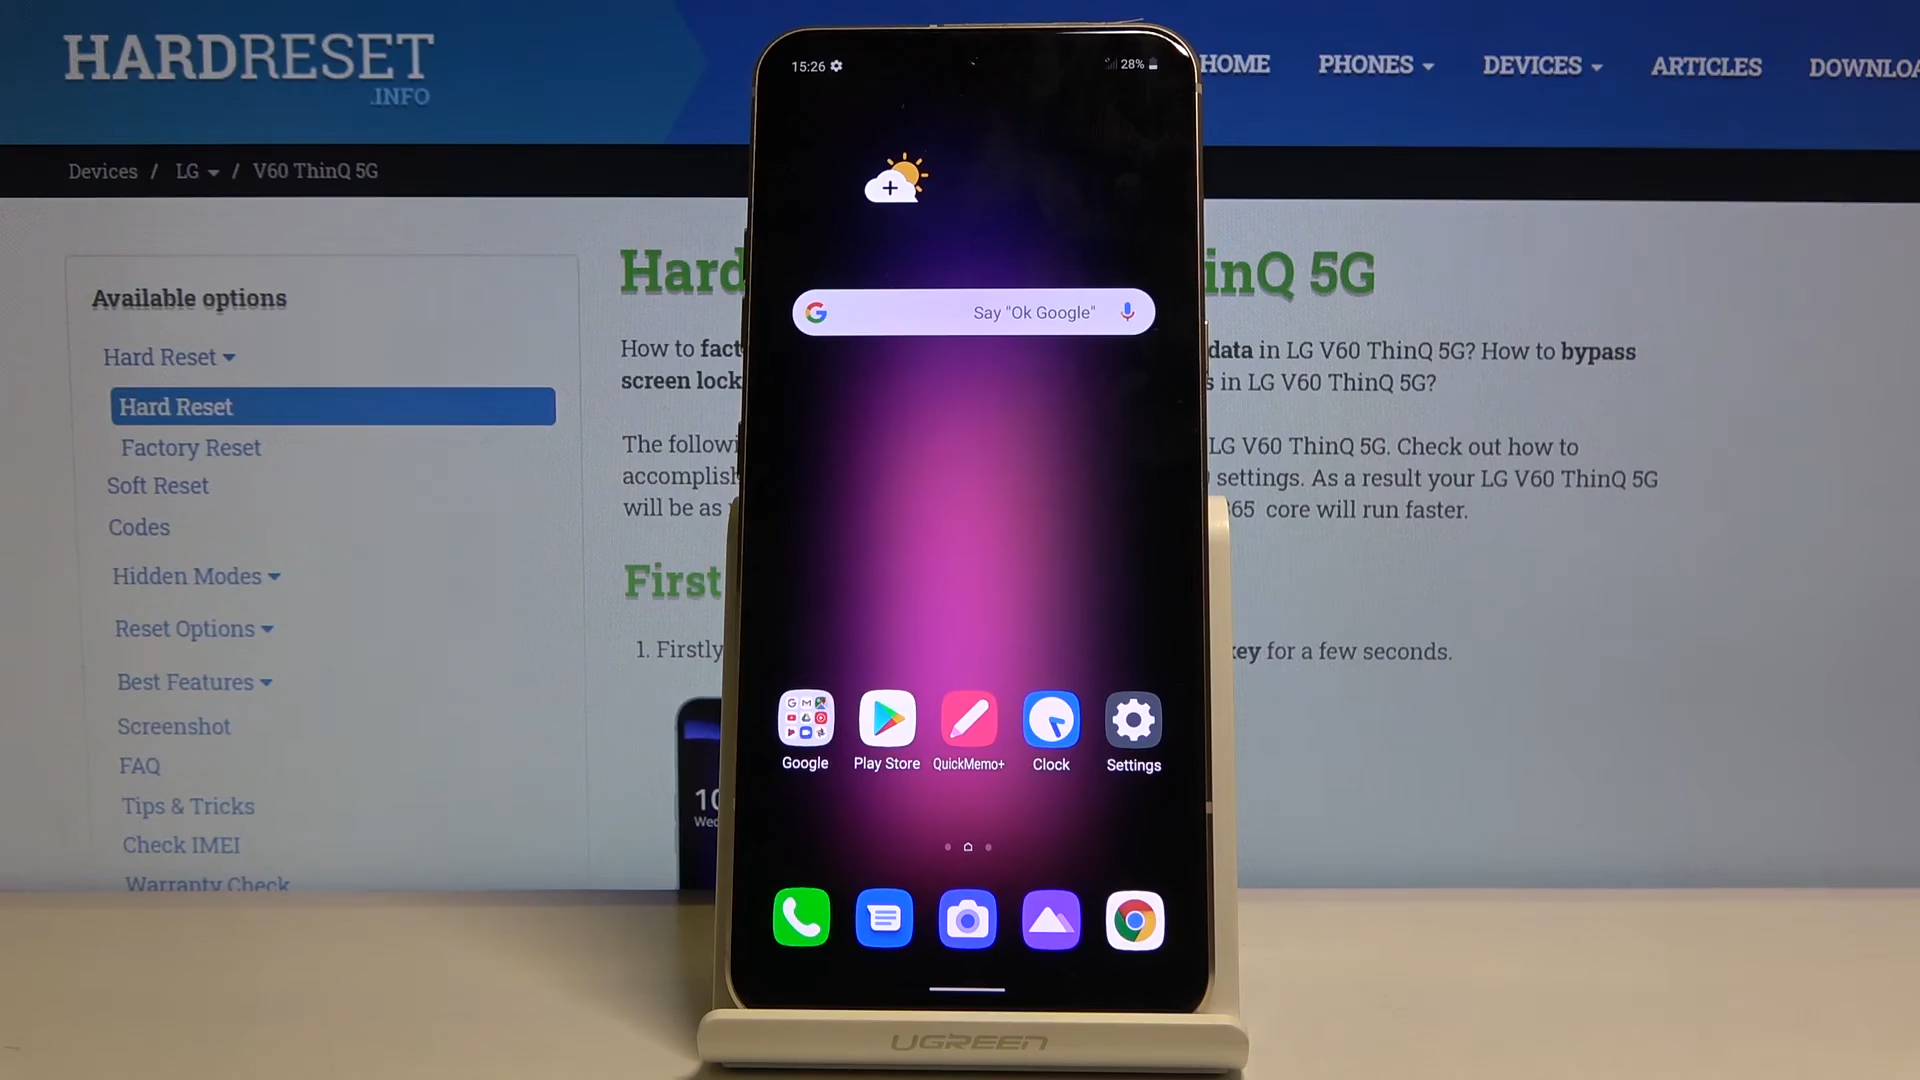 HARDRESET
.INFO
HOME
PHONES
DEVICES
ARTICLES
Devices / LG / V60 ThinQ 5G
Available options
Hard Reset
Hard Reset
Factory Reset
Soft Reset
Codes
Hidden Modes
Reset Options
Best Features
Screenshot
FAQ
Tips & Tricks
Check IMEI
Warranty Check
Hard
inQ 5G
How to
in LG V60 ThinQ 5G? How to bypass
screen lock
in LG V60 ThinQ 5G?
The
LG V60 ThinQ 5G. Check out how to
settings. As a result your LG V60 ThinQ 5G
will be as
core will run faster.
First
1. Firstly
key for a few seconds.
15:26
28%
G
Say "Ok Google"
Google
Play Store
QuickMemo+
Clock
Settings
UGREEN